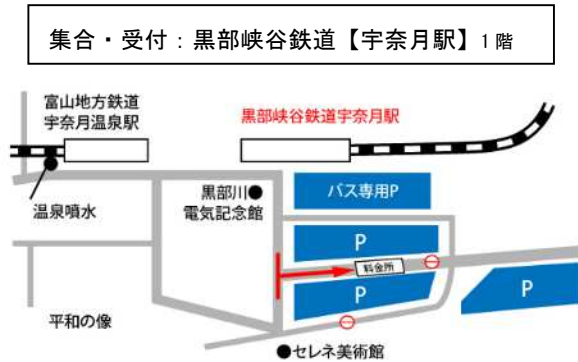 集合・受付：黒部峡谷鉄道【宇奈月駅】1階
富山地方鉄道
宇奈月温泉駅
黒部峡谷鉄道宇奈月駅
温泉噴水
黒部川
電気記念館
バス専用P
P
料金所
P
P
平和の像
セレネ美術館